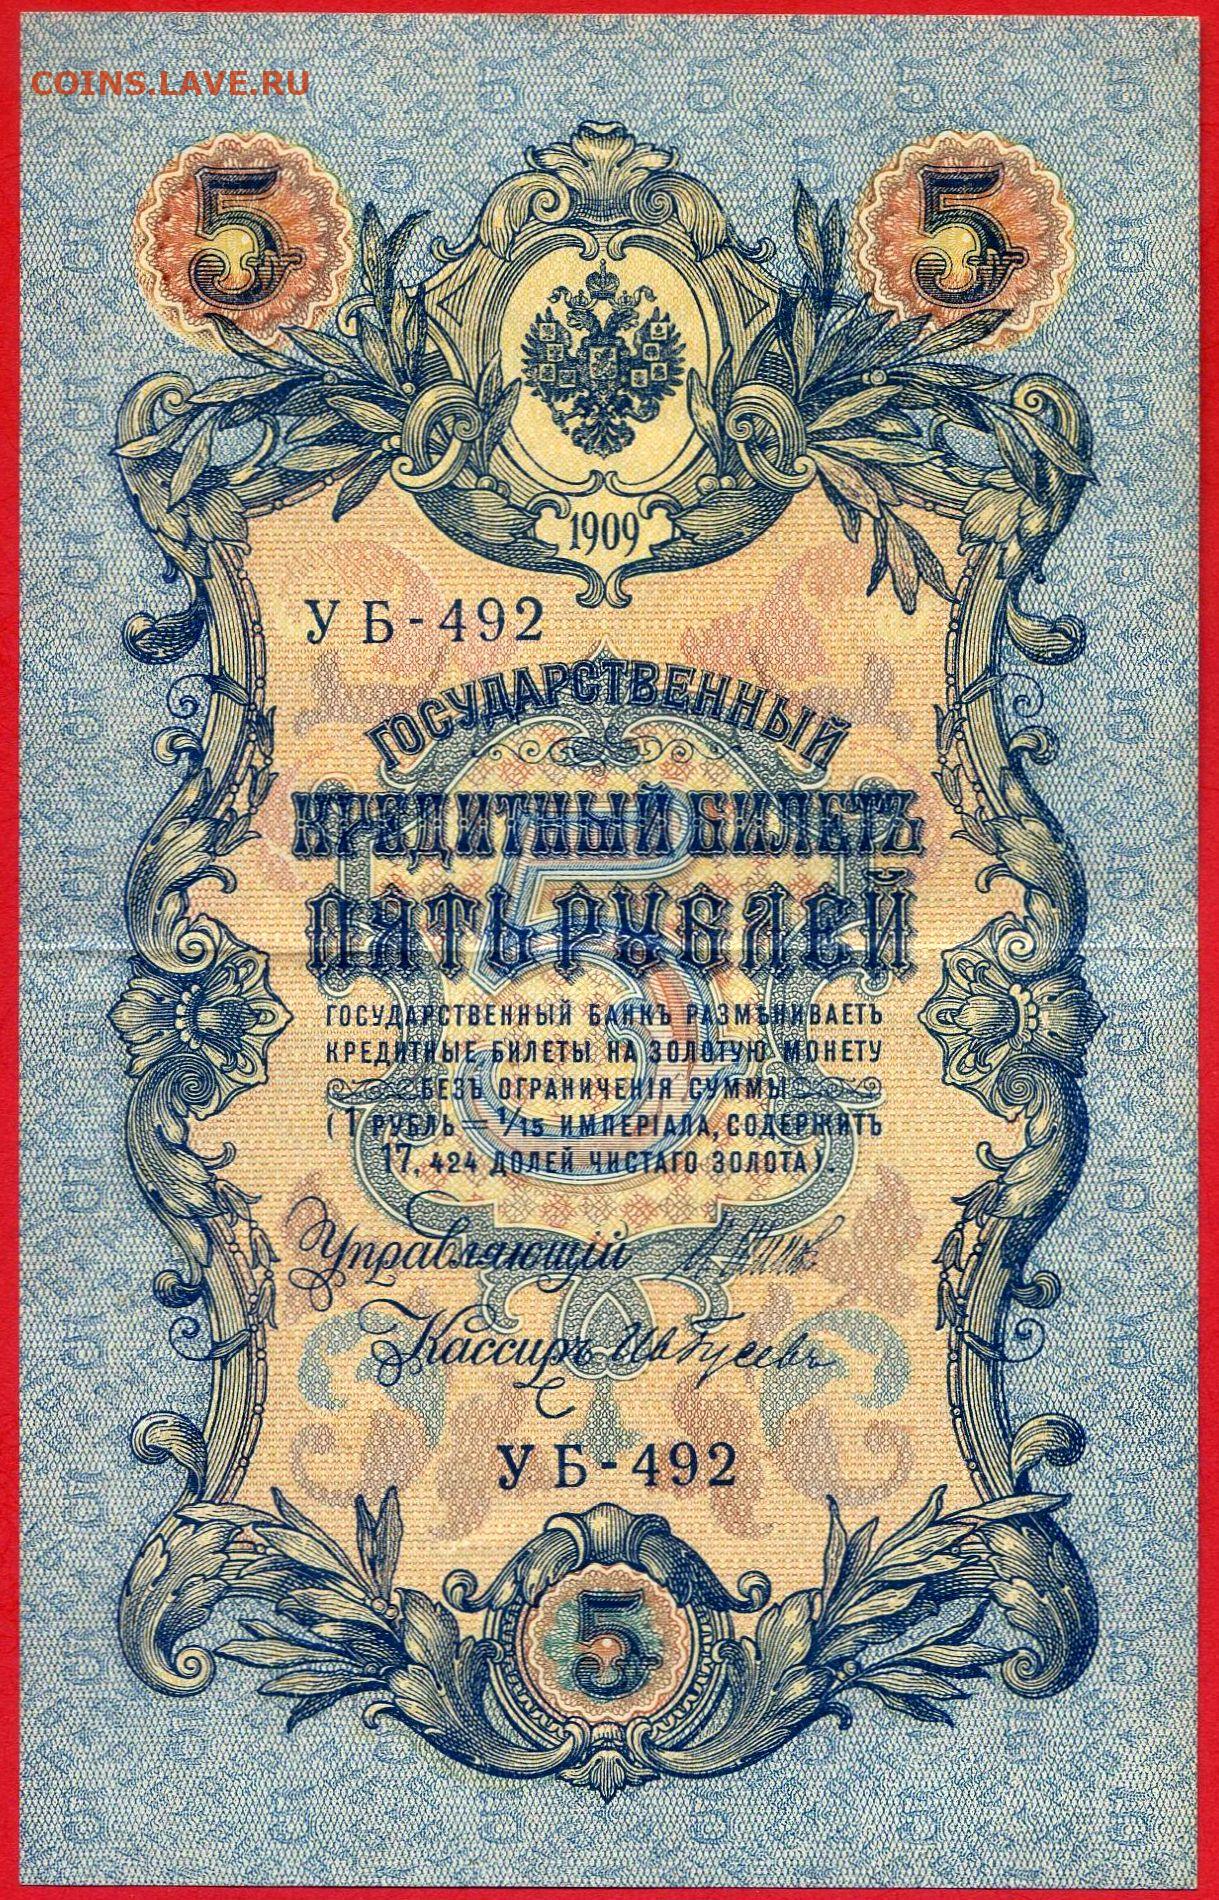 COINS.LAVE.RU
5 5
1909
УБ-492
ГОСУДАРСТВЕННЫЙ
КРЕДИТНЫЙ БИЛЕТЪ
ПЯТЬ РУБЛЕЙ
ГОСУДАРСТВЕННЫЙ БАНКЪ РАЗМѢНИВАЕТЪ
КРЕДИТНЫЕ БИЛЕТЫ НА ЗОЛОТУЮ МОНЕТУ
БЕЗЪ ОГРАНИЧЕНІЯ СУММЫ
(1 РУБЛЬ = 1/15 ИМПЕРІАЛА, СОДЕРЖИТЪ
17,424 ДОЛЕЙ ЧИСТАГО ЗОЛОТА).
Управляющій
Кассиръ
УБ-492
5